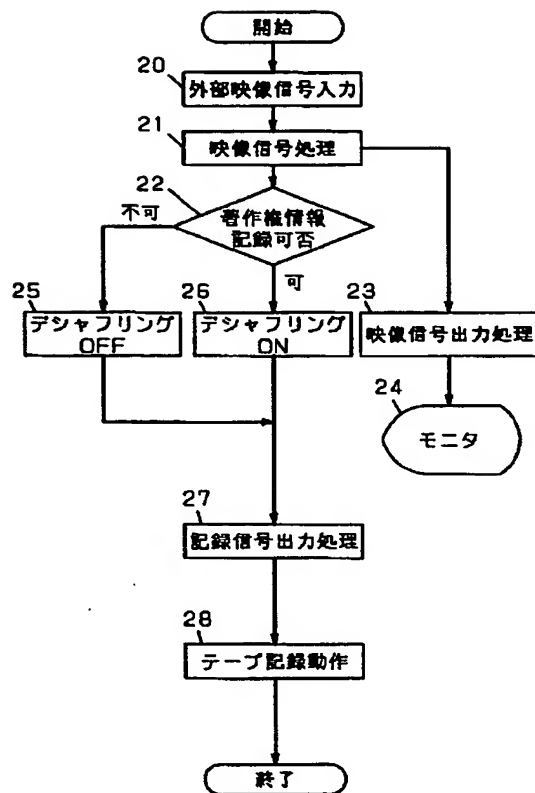 開始
20
外部映像信号入力
21
映像信号処理
22
著作権情報
記録可否
不可
可
25
デシャフリング
OFF
26
デシャフリング
ON
23
映像信号出力処理
24
モニタ
27
記録信号出力処理
28
テープ記録動作
終了